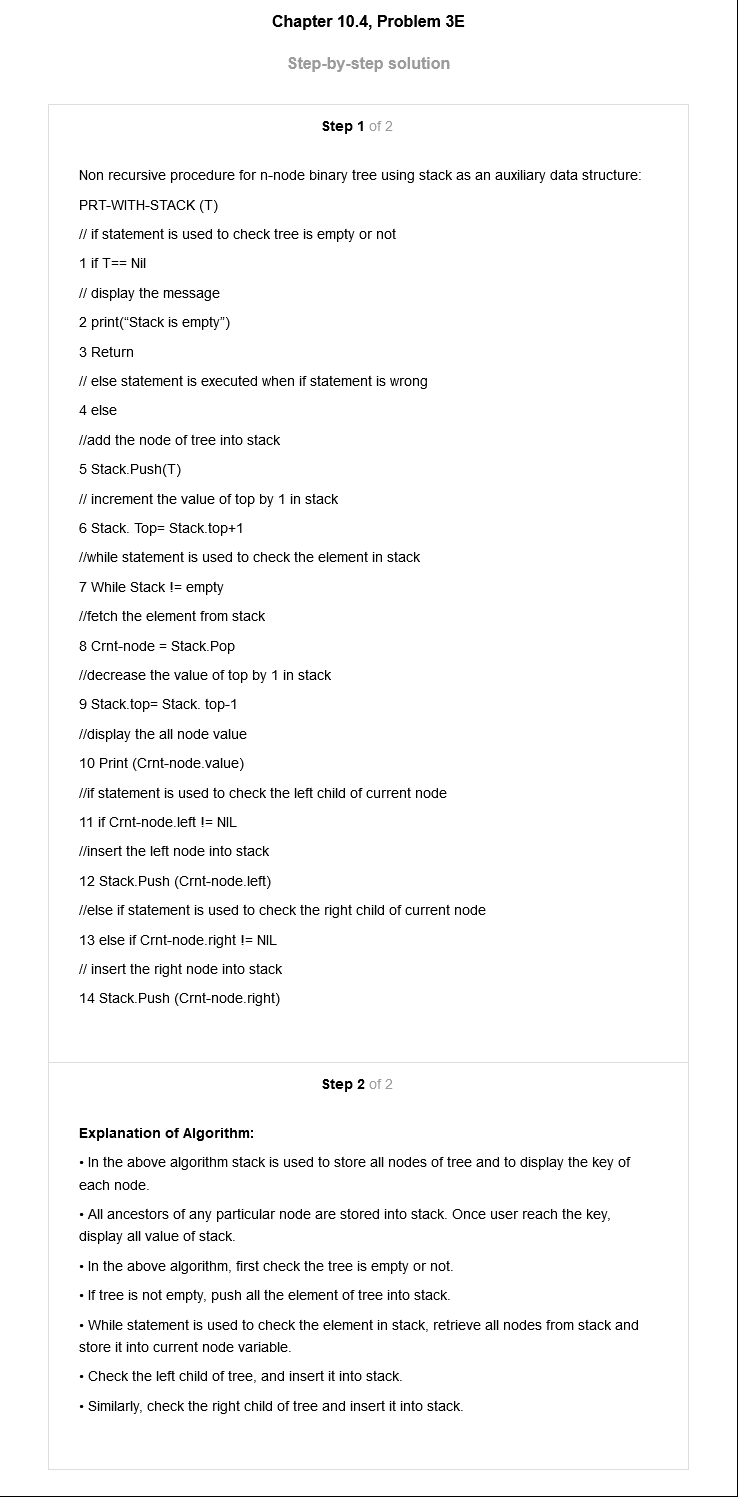 Chapter 10.4, Problem 3E
Step-by-step solution
Step 1 of 2
Non recursive procedure for n-node binary tree using stack as an auxiliary data structure:
PRT-WITH-STACK (T)
// if statement is used to check tree is empty or not
1 if T== Nil
// display the message
2 print(“Stack is empty”)
3 Return
// else statement is executed when if statement is wrong
4 else
//add the node of tree into stack
5 Stack.Push(T)
// increment the value of top by 1 in stack
6 Stack. Top= Stack.top+1
//while statement is used to check the element in stack
7 While Stack != empty
//fetch the element from stack
8 Crnt-node = Stack.Pop
//decrease the value of top by 1 in stack
9 Stack.top= Stack. top-1
//display the all node value
10 Print (Crnt-node.value)
//if statement is used to check the left child of current node
11 if Crnt-node.left != NIL
//insert the left node into stack
12 Stack.Push (Crnt-node.left)
//else if statement is used to check the right child of current node
13 else if Crnt-node.right != NIL
// insert the right node into stack
14 Stack.Push (Crnt-node.right)
Step 2 of 2
Explanation of Algorithm:
• In the above algorithm stack is used to store all nodes of tree and to display the key of
each node.
• All ancestors of any particular node are stored into stack. Once user reach the key,
display all value of stack.
• In the above algorithm, first check the tree is empty or not.
• If tree is not empty, push all the element of tree into stack.
• While statement is used to check the element in stack, retrieve all nodes from stack and
store it into current node variable.
• Check the left child of tree, and insert it into stack.
• Similarly, check the right child of tree and insert it into stack.